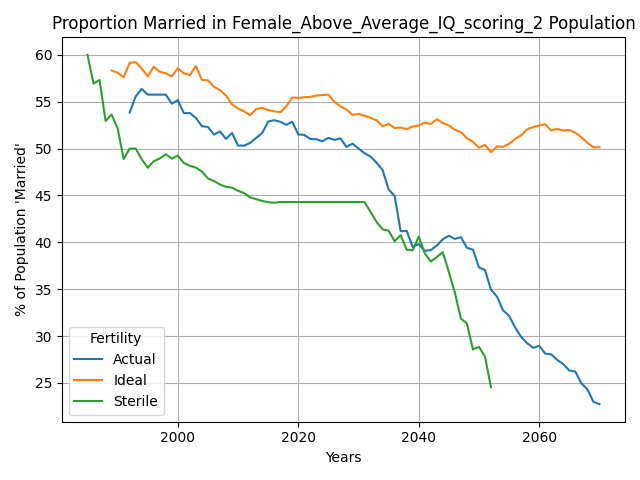 Proportion Married in Female_Above_Average_IQ_scoring_2 Population
% of Population 'Married'
60
55
50
45
40
35
30
25
Fertility
Actual
Ideal
Sterile
2000 2020 2040 2060
Years